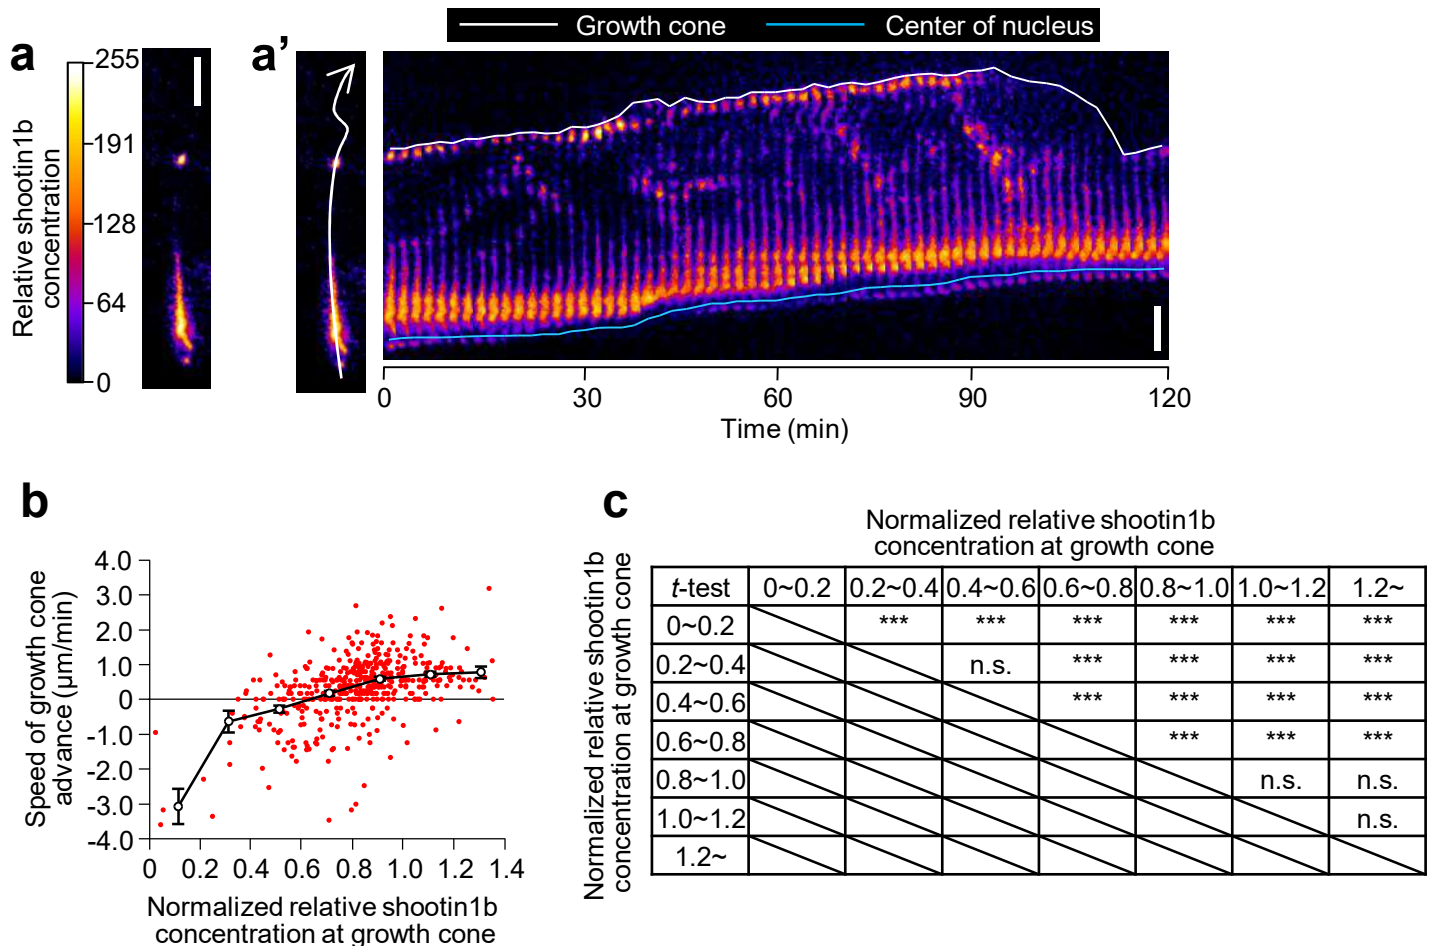 Growth cone Center of nucleus
a
a’
Relative shootin1b
concentration
255
191
128
64
0
0 30 60 90 120
Time (min)
b
Speed of growth cone
advance (μm/min)
4.0
3.0
2.0
1.0
0
-1.0
-2.0
-3.0
-4.0
0 0.2 0.4 0.6 0.8 1.0 1.2 1.4
Normalized relative shootin1b
concentration at growth cone
c
Normalized relative shootin1b
concentration at growth cone
Normalized relative shootin1b
concentration at growth cone
t-test 0~0.2 0.2~0.4 0.4~0.6 0.6~0.8 0.8~1.0 1.0~1.2 1.2~
0~0.2 *** *** *** *** *** ***
0.2~0.4 n.s. *** *** *** ***
0.4~0.6 *** *** *** ***
0.6~0.8 *** *** ***
0.8~1.0 n.s. n.s.
1.0~1.2 n.s.
1.2~